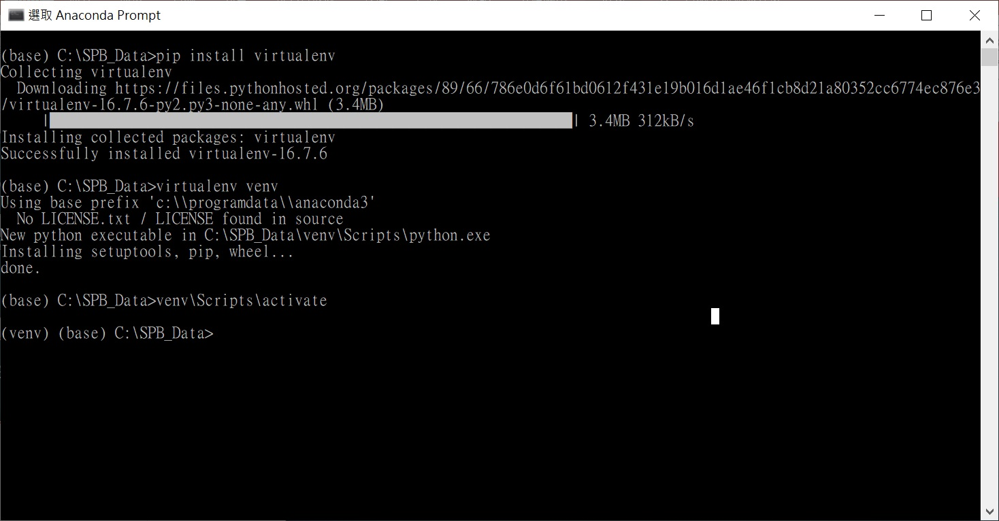 選取 Anaconda Prompt
(base) C:\SPB_Data>pip install virtualenv
Collecting virtualenv
  Downloading https://files.pythonhosted.org/packages/89/66/786e0d6f61bd0612f431e19b016d1ae46f1cb8d21a80352cc6774ec876e3
/virtualenv-16.7.6-py2.py3-none-any.whl (3.4MB)
     |                                                                | 3.4MB 312kB/s
Installing collected packages: virtualenv
Successfully installed virtualenv-16.7.6
(base) C:\SPB_Data>virtualenv venv
Using base prefix 'c:\\programdata\\anaconda3'
  No LICENSE.txt / LICENSE found in source
New python executable in C:\SPB_Data\venv\Scripts\python.exe
Installing setuptools, pip, wheel...
done.
(base) C:\SPB_Data>venv\Scripts\activate
(venv) (base) C:\SPB_Data>